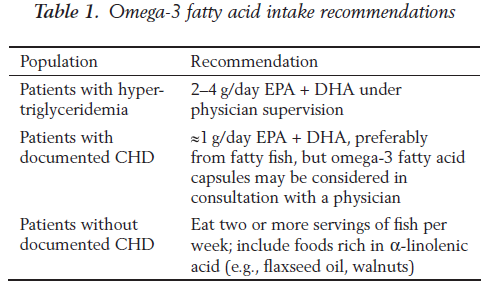 Table 1. Omega-3 fatty acid intake recommendations
Population Recommendation
Patients with hyper- 2–4 g/day EPA + DHA under
triglyceridemia physician supervision
Patients with ≈1 g/day EPA + DHA, preferably
documented CHD from fatty fish, but omega-3 fatty acid
capsules may be considered in
consultation with a physician
Patients without Eat two or more servings of fish per
documented CHD week; include foods rich in α-linolenic
acid (e.g., flaxseed oil, walnuts)